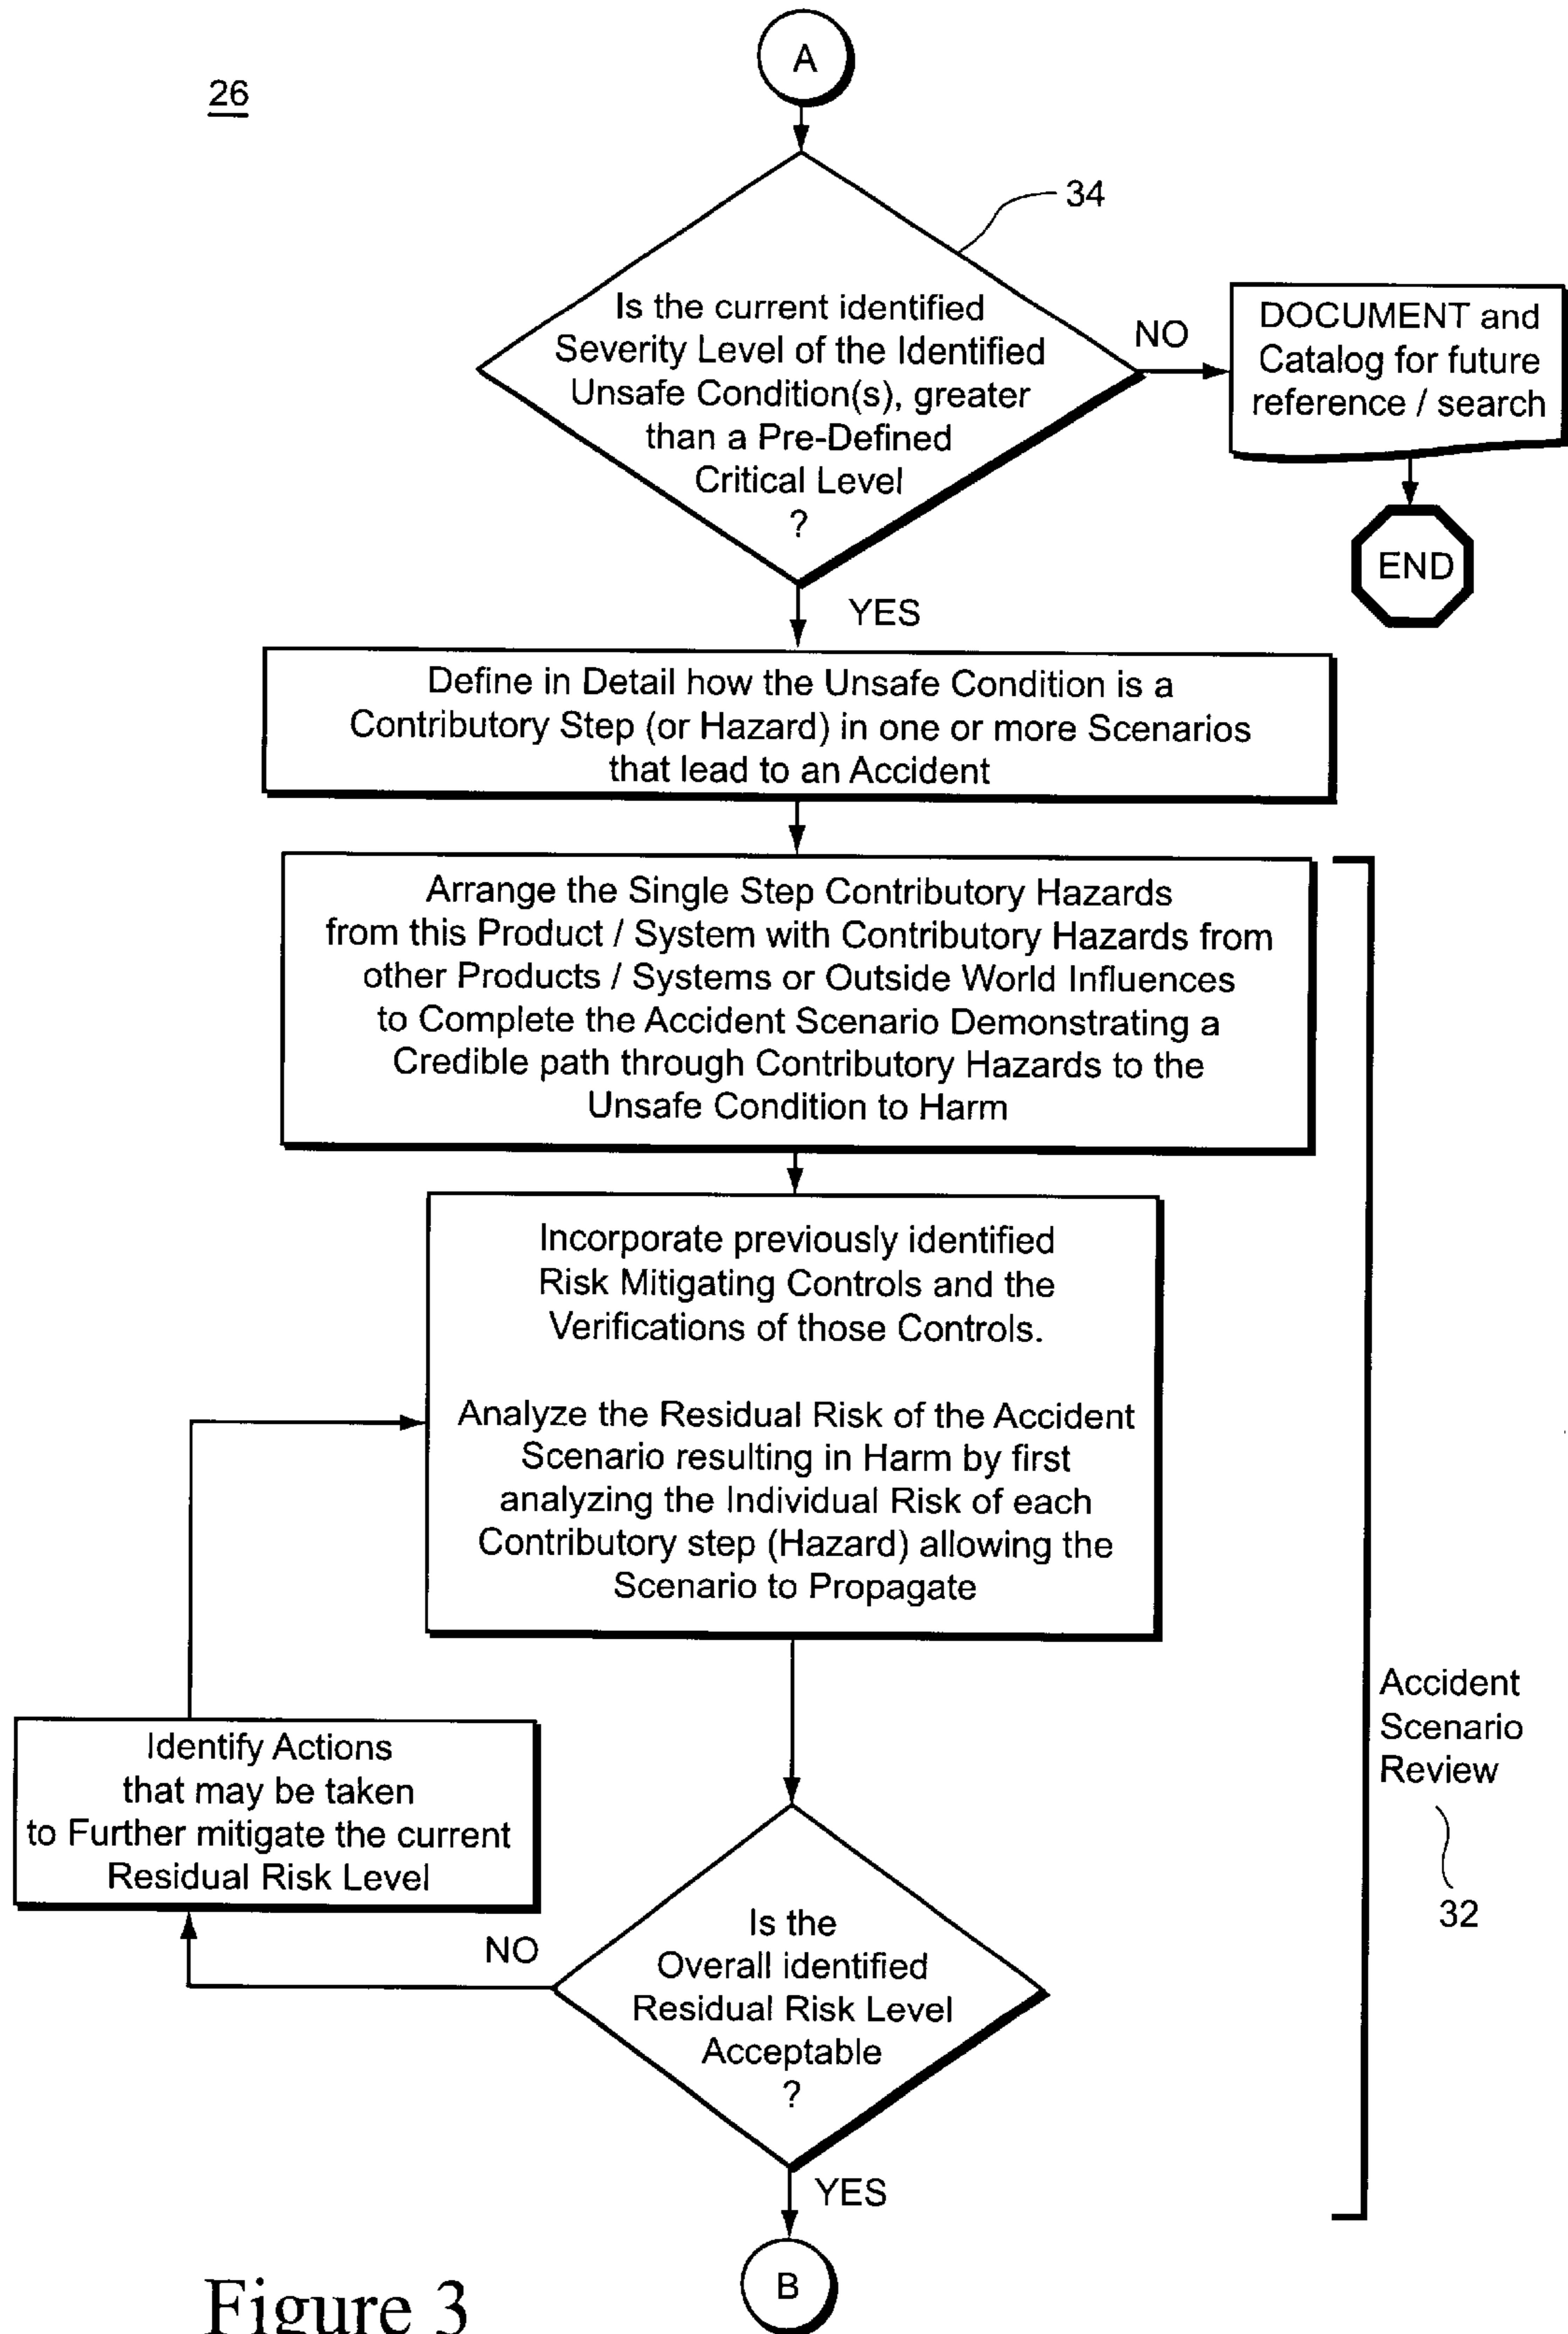 A
26
34
Is the current identified
Severity Level of the Identified
Unsafe Condition(s), greater
than a Pre-Defined
Critical Level
?
NO
DOCUMENT and
Catalog for future
reference / search
END
YES
Define in Detail how the Unsafe Condition is a
Contributory Step (or Hazard) in one or more Scenarios
that lead to an Accident
Arrange the Single Step Contributory Hazards
from this Product / System with Contributory Hazards from
other Products / Systems or Outside World Influences
to Complete the Accident Scenario Demonstrating a
Credible path through Contributory Hazards to the
Unsafe Condition to Harm
Incorporate previously identified
Risk Mitigating Controls and the
Verifications of those Controls.
Analyze the Residual Risk of the Accident
Scenario resulting in Harm by first
analyzing the Individual Risk of each
Contributory step (Hazard) allowing the
Scenario to Propagate
Accident
Scenario
Review
32
Identify Actions
that may be taken
to Further mitigate the current
Residual Risk Level
NO
Is the
Overall identified
Residual Risk Level
Acceptable
?
YES
B
Figure 3